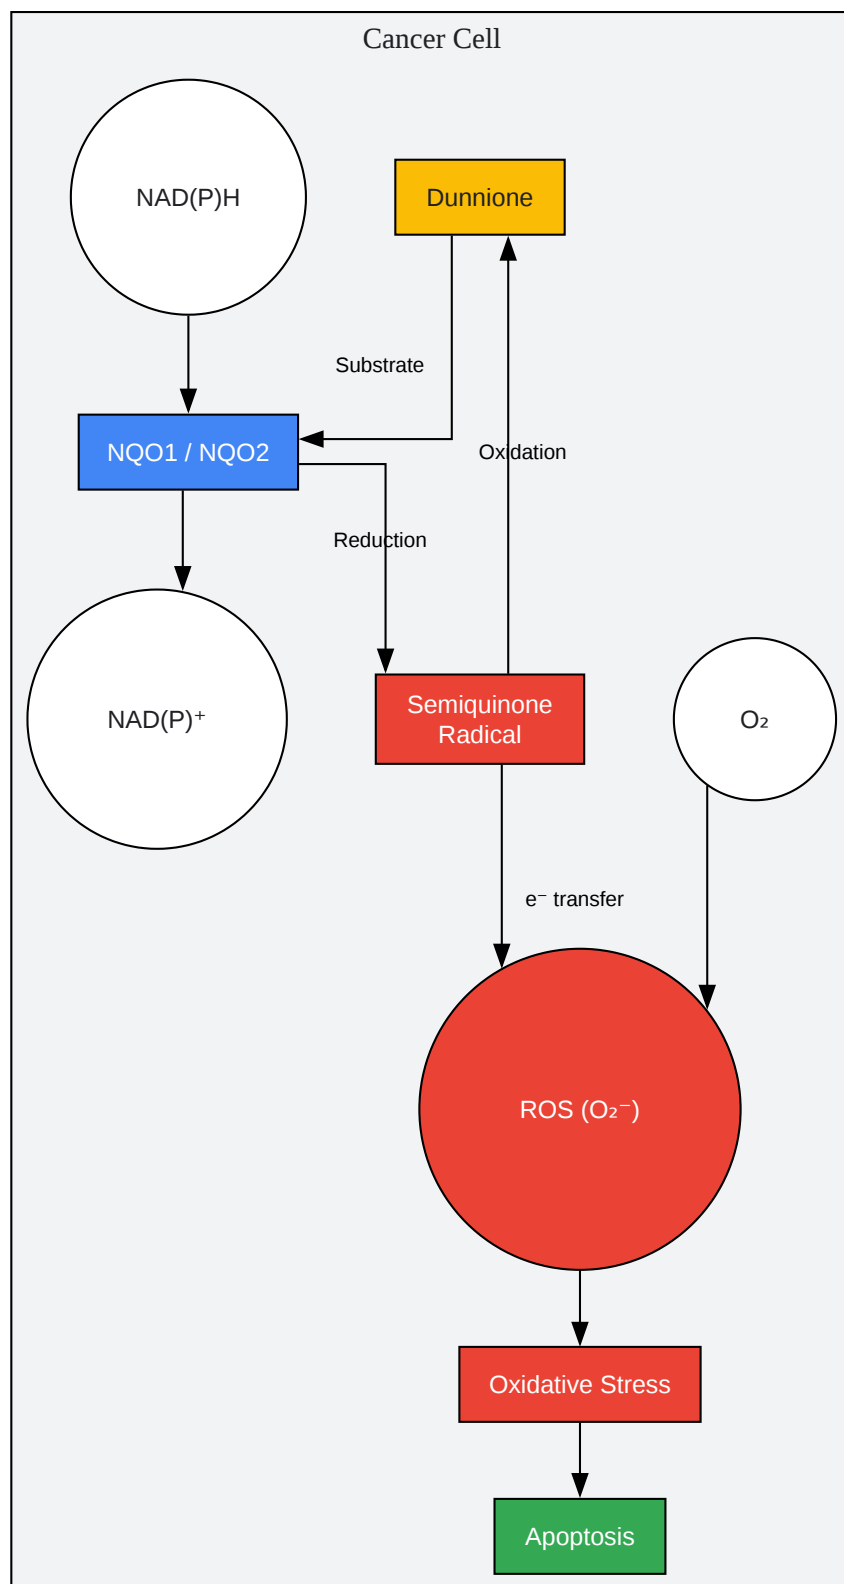 Cancer Cell
NAD(P)H
Dunnione
Substrate
NQO1 / NQO2
Oxidation
Reduction
Semiquinone
Radical
NAD(P)⁺
O₂
e⁻ transfer
ROS (O₂⁻)
Oxidative Stress
Apoptosis